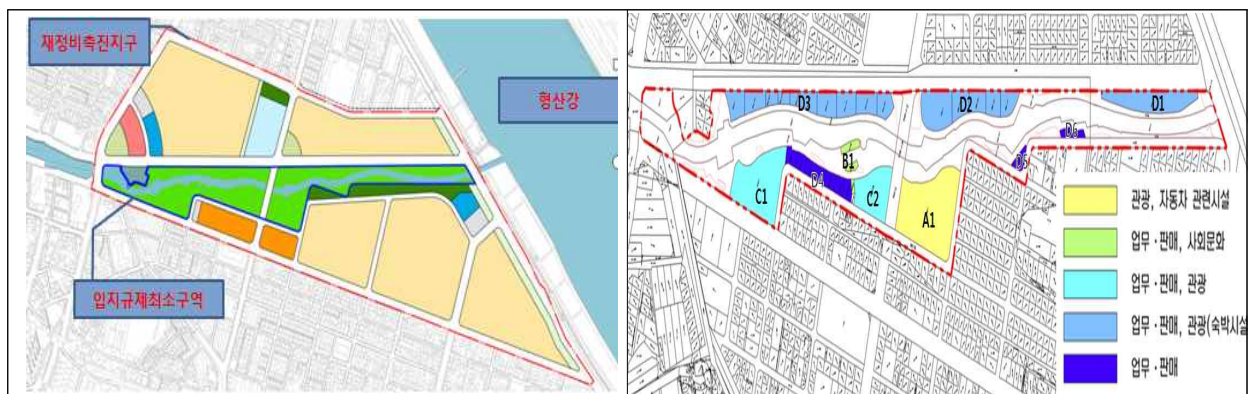 재정비촉진지구
형산강
입지규제최소구역
D3
D2
D1
D6
D5
B1
D4
C1
C2
A1
관광, 자동차 관련시설
업무·판매, 사회문화
업무·판매, 관광
업무·판매, 관광(숙박시설
업무·판매